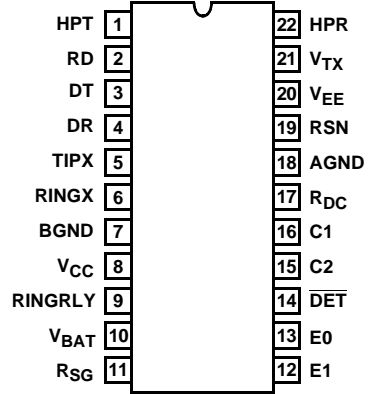 HPT 1 22 HPR
RD 2 21 VTX
DT 3 20 VEE
DR 4 19 RSN
TIPX 5 18 AGND
RINGX 6 17 RDC
BGND 7 16 C1
VCC 8 15 C2
RINGRLY 9 14 DET
VBAT 10 13 E0
RSG 11 12 E1